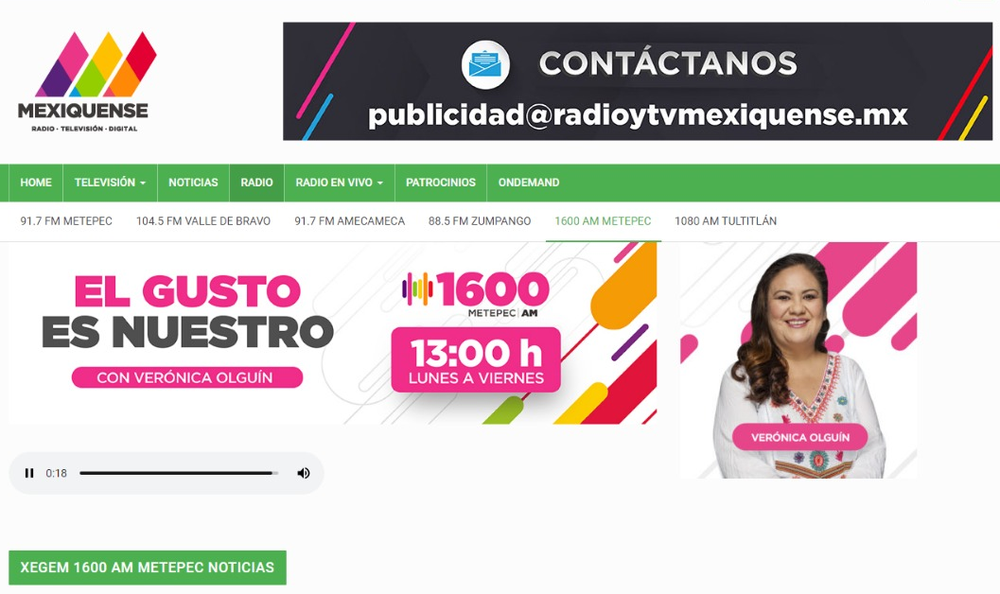 MEXIQUENSE
RADIO · TELEVISIÓN · DIGITAL
CONTÁCTANOS
publicidad@radioytvmexiquense.mx
HOME TELEVISIÓN NOTICIAS RADIO RADIO EN VIVO PATROCINIOS ONDEMAND
91.7 FM METEPEC 104.5 FM VALLE DE BRAVO 91.7 FM AMECAMECA 88.5 FM ZUMPANGO 1600 AM METEPEC 1080 AM TULTITLÁN
EL GUSTO
ES NUESTRO
CON VERÓNICA OLGUÍN
1600
METEPEC | AM
13:00 h
LUNES A VIERNES
VERÓNICA OLGUÍN
0:18
XEGEM 1600 AM METEPEC NOTICIAS